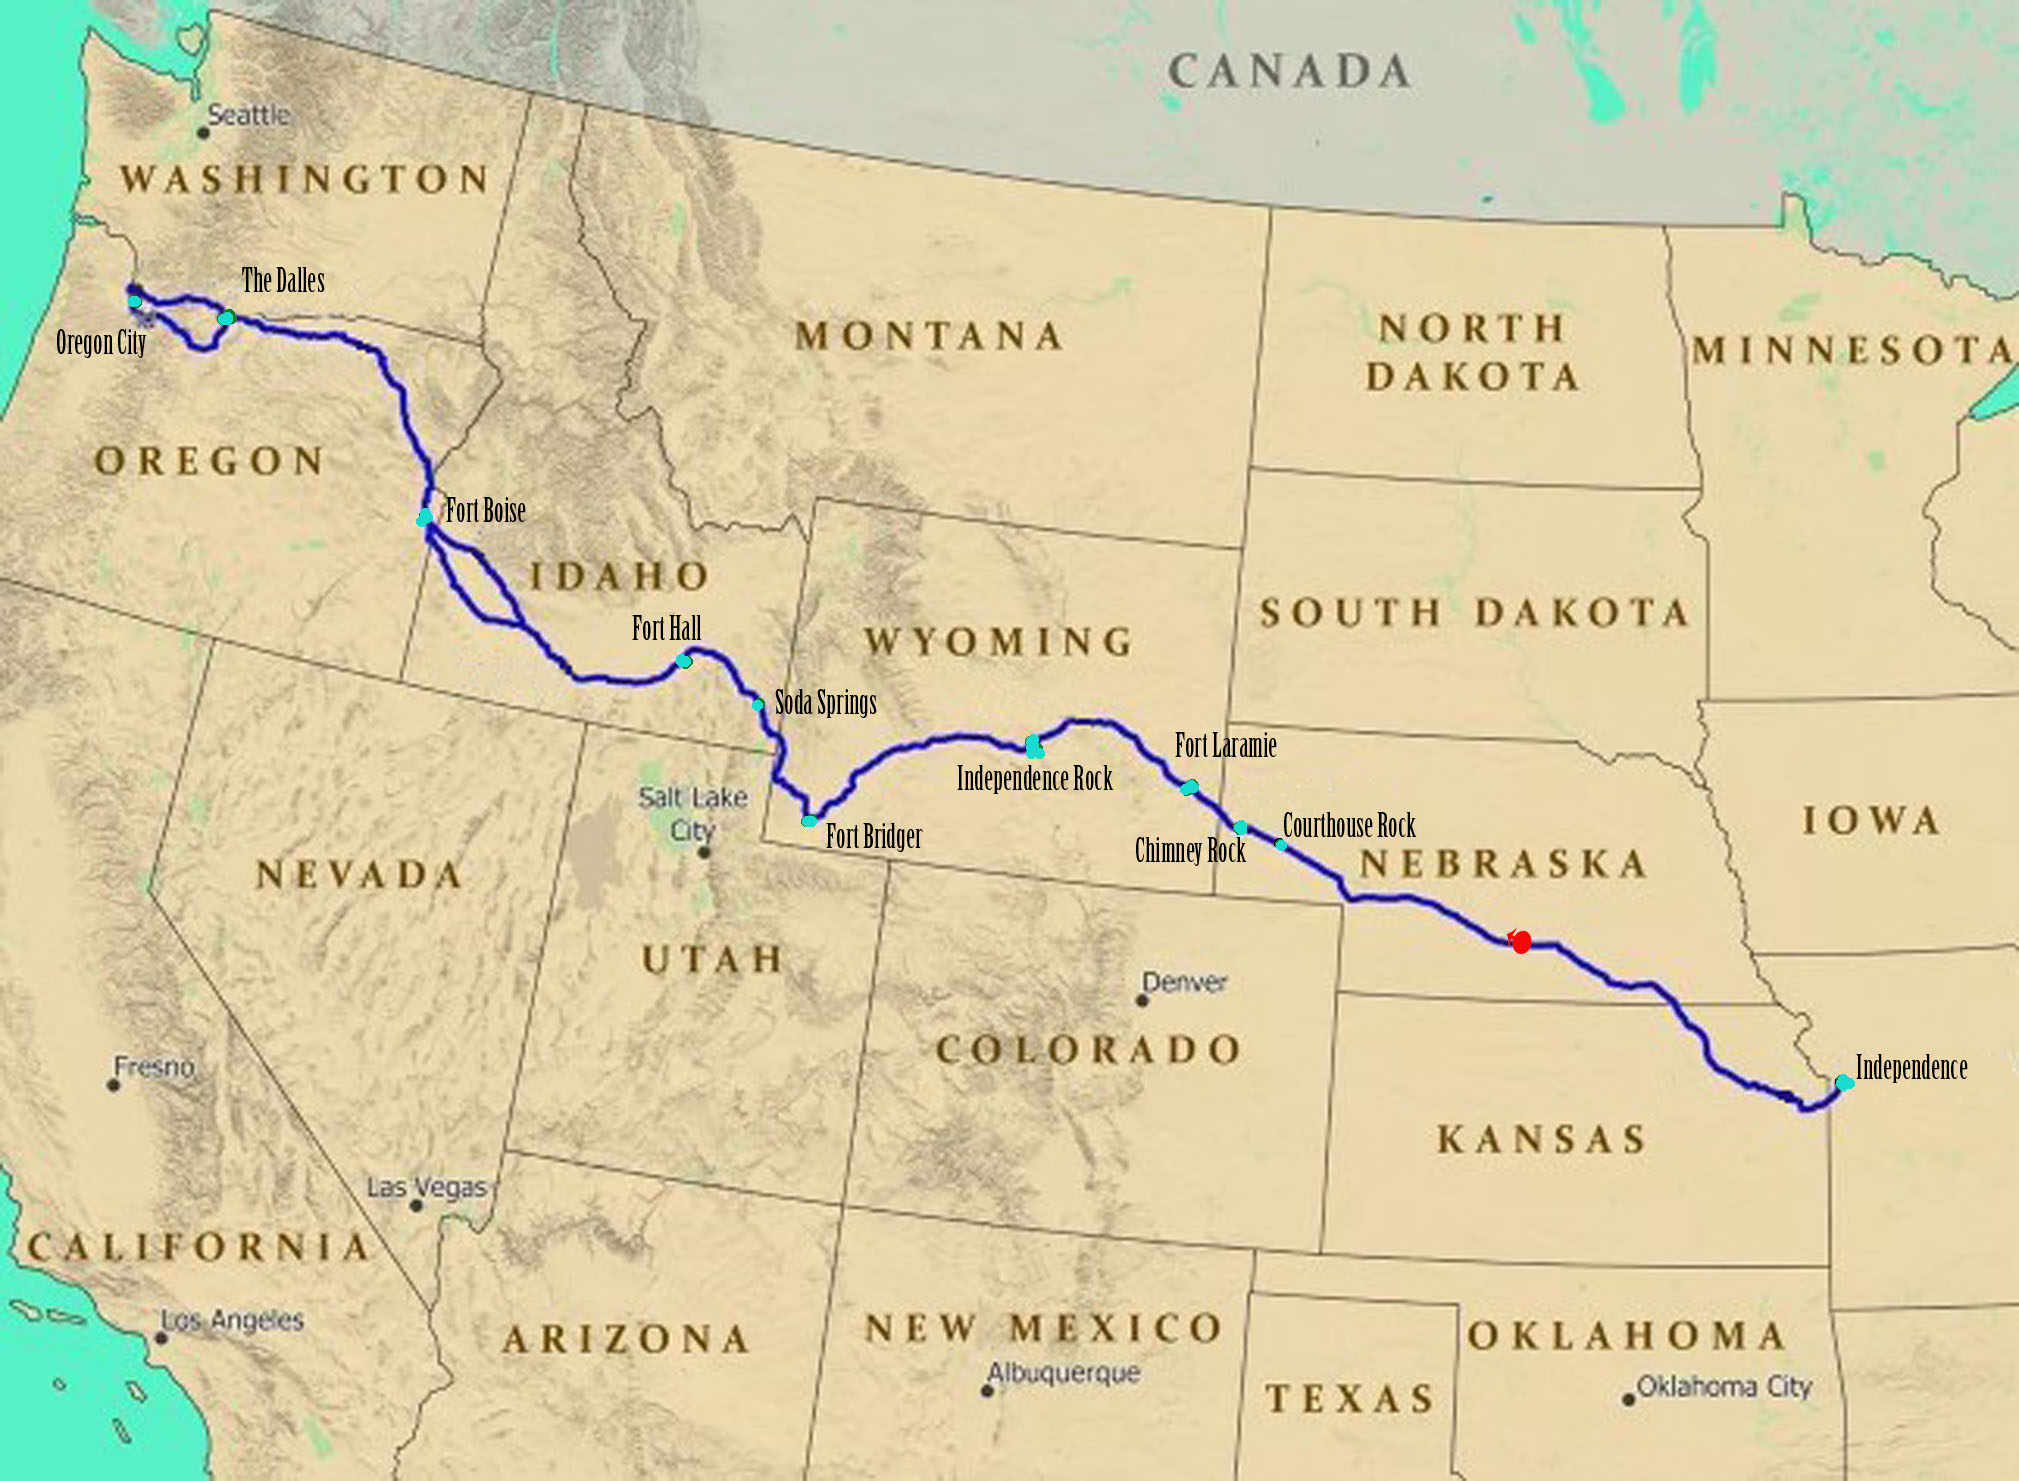 CANADA
Seattle
WASHINGTON
The Dalles
Oregon City
MONTANA
NORTH
DAKOTA
MINNESOTA
OREGON
Fort Boise
IDAHO
Fort Hall
WYOMING
SOUTH DAKOTA
Soda Springs
Fort Laramie
Independence Rock
Salt Lake
City
Fort Bridger
Chimney Rock
Courthouse Rock
IOWA
NEBRASKA
NEVADA
UTAH
Denver
COLORADO
Fresno
Independence
KANSAS
Las Vegas
CALIFORNIA
Los Angeles
ARIZONA
NEW MEXICO
Albuquerque
OKLAHOMA
TEXAS
Oklahoma City